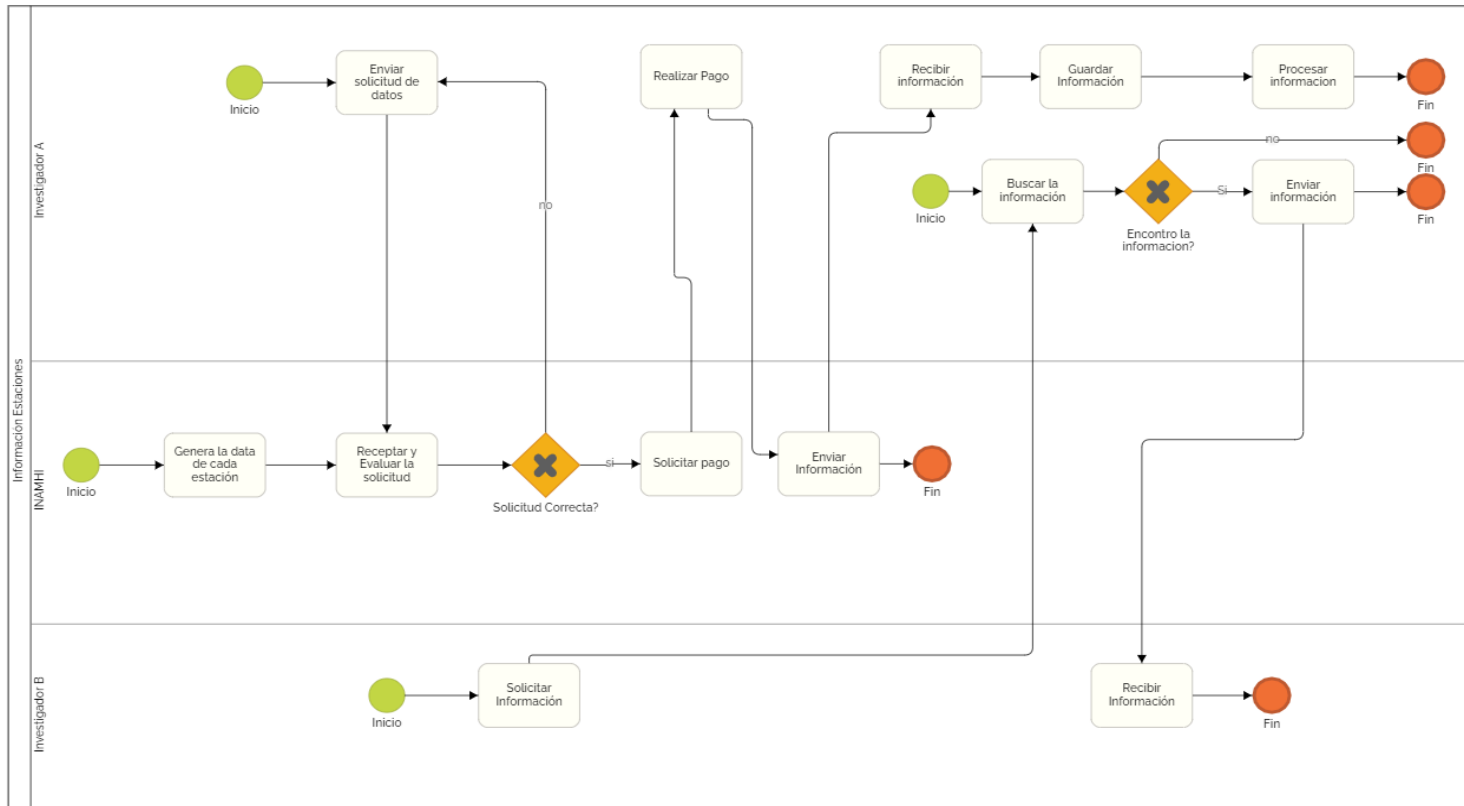 Información Estaciones
Investigador A
Inicio
Enviar
solicitud de
datos
no
Realizar Pago
Recibir
información
Guardar
Información
Procesar
informacion
Fin
no
Fin
Inicio
Buscar la
información
Encontro la
informacion?
Si
Enviar
información
Fin
INAMHI
Inicio
Genera la data
de cada
estación
Receptar y
Evaluar la
solicitud
Solicitud Correcta?
si
Solicitar pago
Enviar
Información
Fin
Investigador B
Inicio
Solicitar
Información
Recibir
Información
Fin